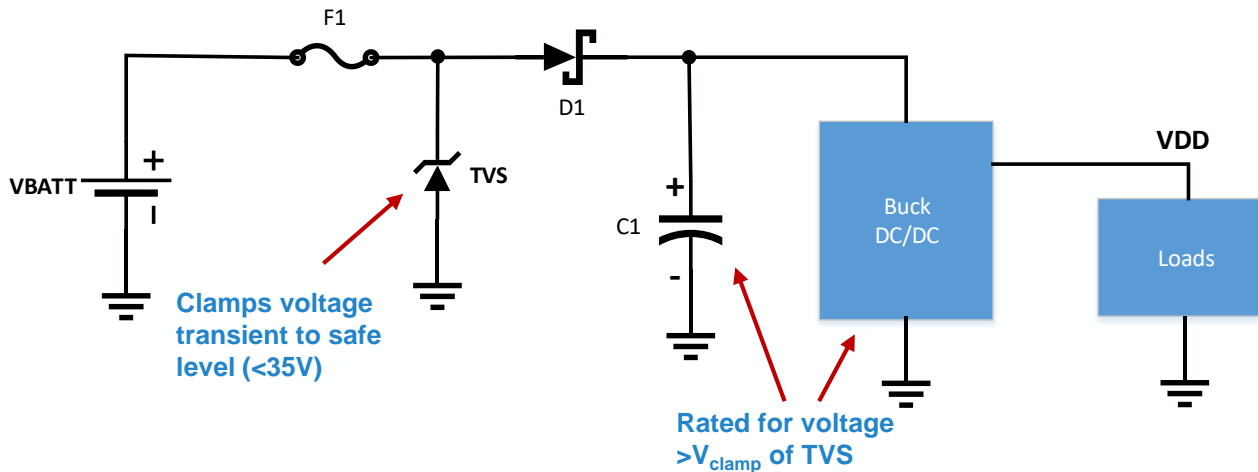 F1
D1
VBATT
+
–
TVS
C1
+
-
Buck
DC/DC
VDD
Loads
Clamps voltage
transient to safe
level (<35V)
Rated for voltage
>Vclamp of TVS